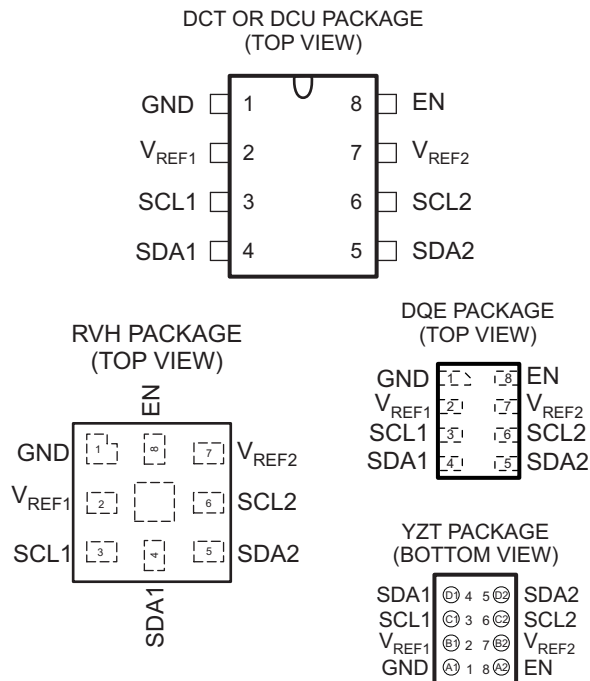 DCT OR DCU PACKAGE
(TOP VIEW)
GND 1 8 EN
VREF1 2 7 VREF2
SCL1 3 6 SCL2
SDA1 4 5 SDA2
RVH PACKAGE
(TOP VIEW)
EN
GND 1 8 7 VREF2
VREF1 2 6 SCL2
SCL1 3 4 5 SDA2
SDA1
DQE PACKAGE
(TOP VIEW)
GND 1 8 EN
VREF1 2 7 VREF2
SCL1 3 6 SCL2
SDA1 4 5 SDA2
YZT PACKAGE
(BOTTOM VIEW)
SDA1 D1 4 5 D2 SDA2
SCL1 C1 3 6 C2 SCL2
VREF1 B1 2 7 B2 VREF2
GND A1 1 8 A2 EN